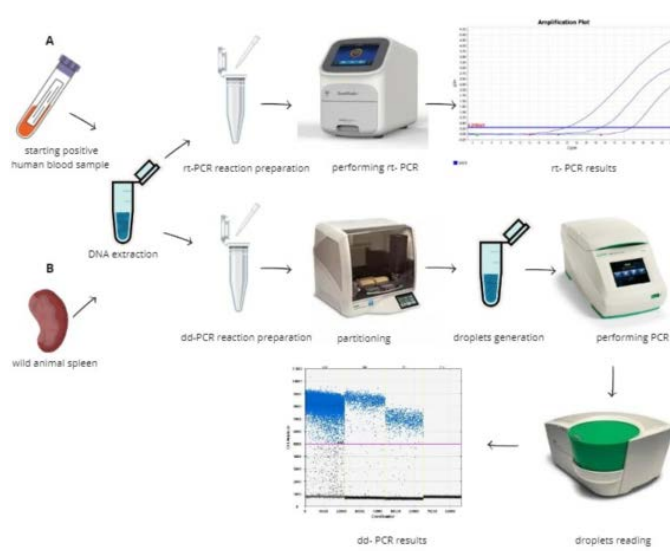 A
Amplification Plot
starting positive
human blood sample
rt-PCR reaction preparation
performing rt- PCR
rt- PCR results
DNA extraction
B
wild animal spleen
dd-PCR reaction preparation
partitioning
droplets generation
performing PCR
dd- PCR results
droplets reading